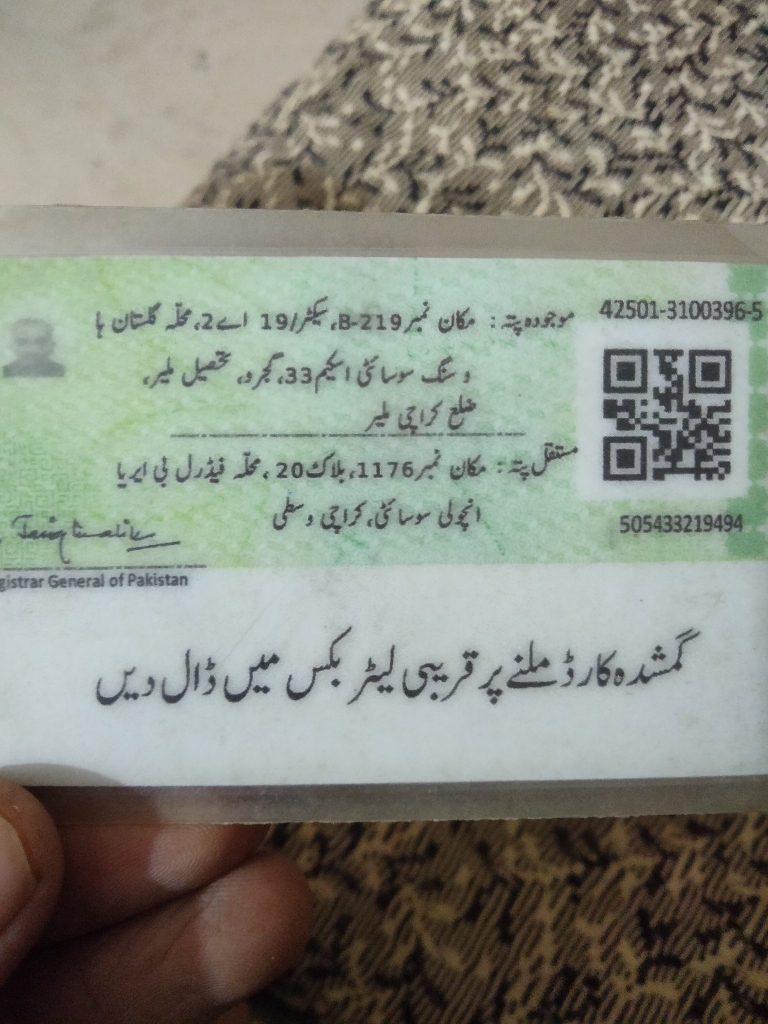 42501-3100396-5
موجودہ پتہ: مکان نمبر B-219، سیکٹر/19 اے2، محلہ گلستان ہا
وسنگ سوسائٹی اسکیم 33، گجرو، تحصیل ملیر،
ضلع کراچی ملیر
مستقل پتہ: مکان نمبر 1176، بلاک 20، محلہ فیڈرل بی ایریا
انچولی سوسائٹی، کراچی وسطی
505433219494
gistrar General of Pakistan
گمشدہ کارڈ ملنے پر قریبی لیٹر بکس میں ڈال دیں